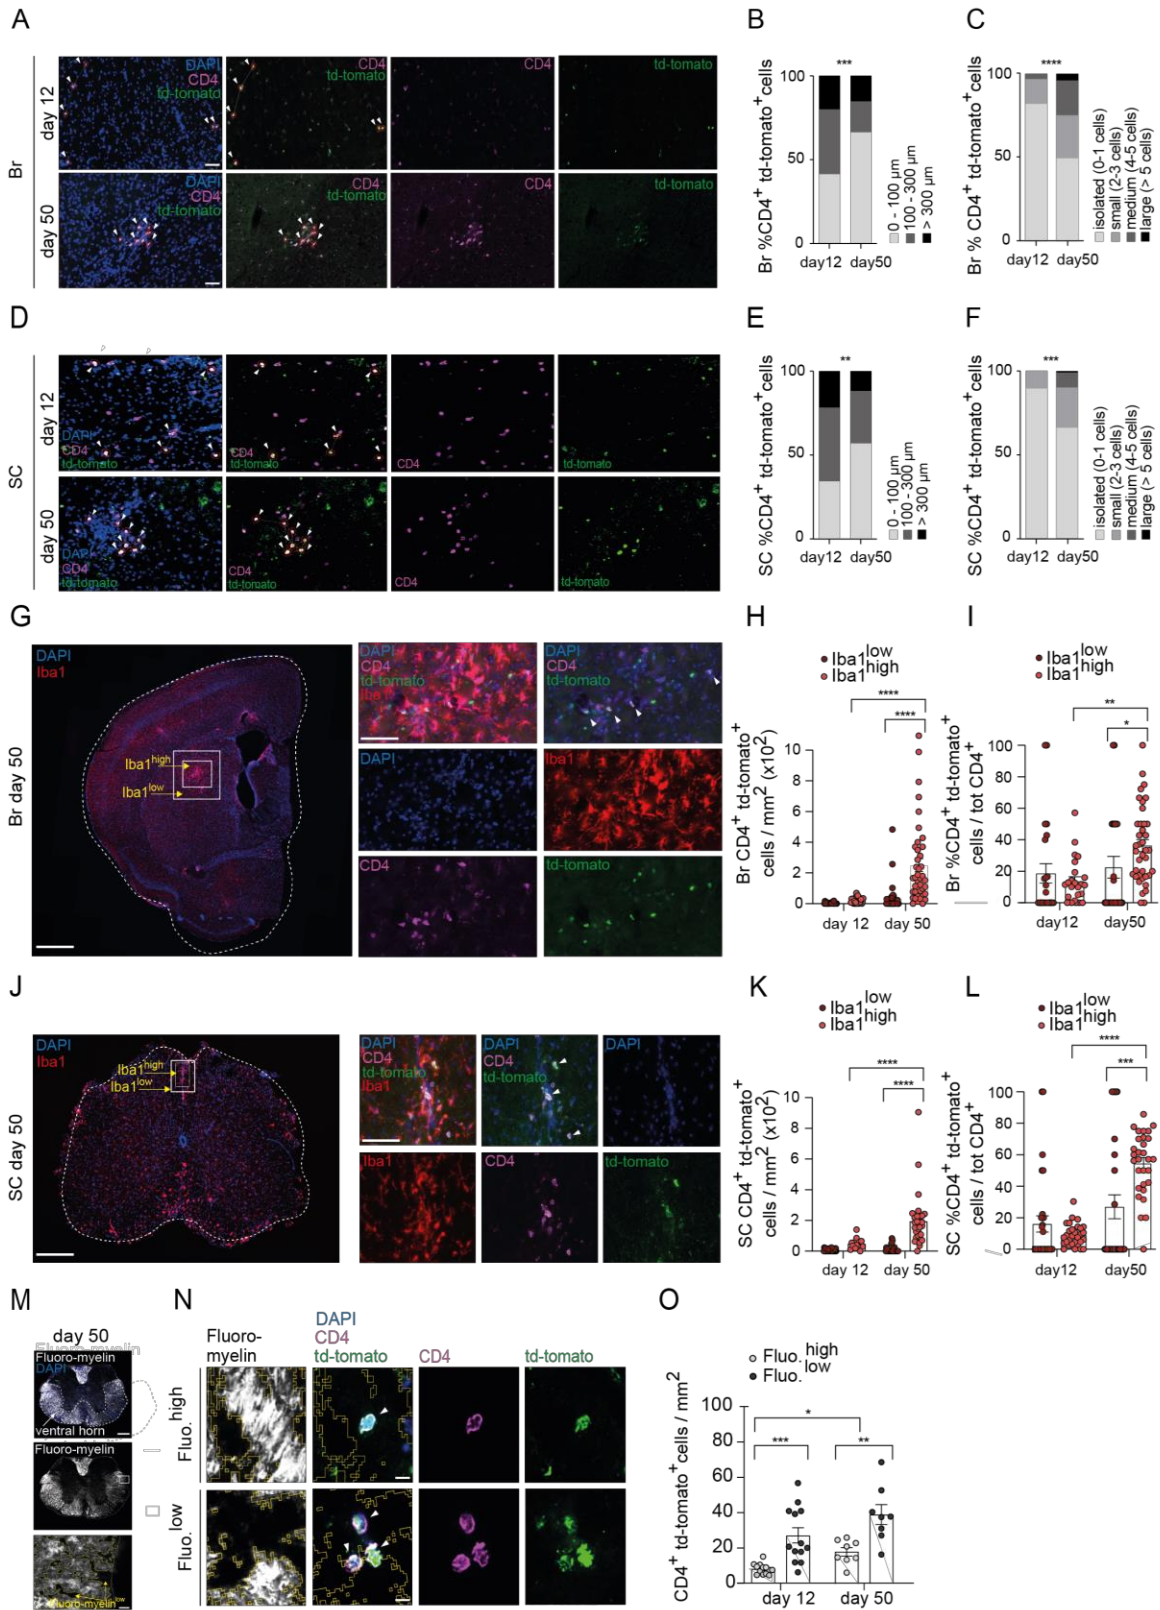 A
B
C
Br
day 12
DAPI
CD4
td-tomato
CD4
td-tomato
CD4
td-tomato
day 50
DAPI
CD4
td-tomato
CD4
td-tomato
CD4
td-tomato
Br %CD4+ td-tomato+cells
100
50
0
***
day12 day50
0 - 100 μm
100 - 300 μm
> 300 μm
Br % CD4+ td-tomato+cells
100
50
0
****
day12 day50
isolated (0-1 cells)
small (2-3 cells)
medium (4-5 cells)
large (> 5 cells)
D
E
F
SC
day 12
DAPI
CD4
td-tomato
CD4
td-tomato
CD4
td-tomato
day 50
DAPI
CD4
td-tomato
CD4
td-tomato
CD4
td-tomato
SC %CD4+ td-tomato+cells
100
50
0
**
day12 day50
0 - 100 μm
100 - 300 μm
> 300 μm
SC %CD4+ td-tomato+cells
100
50
0
***
day12 day50
isolated (0-1 cells)
small (2-3 cells)
medium (4-5 cells)
large (> 5 cells)
G
H
I
Br day 50
DAPI
Iba1
Iba1high
Iba1low
DAPI
CD4
td-tomato
Iba1
DAPI
CD4
td-tomato
DAPI
Iba1
CD4
td-tomato
Iba1low
Iba1high
****
****
Br CD4+ td-tomato+
cells / mm2 (x102)
10
8
6
4
2
0
day 12 day 50
Iba1low
Iba1high
**
*
Br %CD4+ td-tomato+
cells / tot CD4+
100
80
60
40
20
0
day12 day50
J
K
L
SC day 50
DAPI
Iba1
Iba1high
Iba1low
DAPI
CD4
td-tomato
Iba1
DAPI
CD4
td-tomato
DAPI
Iba1
CD4
td-tomato
Iba1low
Iba1high
****
****
SC CD4+ td-tomato+
cells / mm2 (x102)
10
8
6
4
2
0
day 12 day 50
Iba1low
Iba1high
****
***
SC %CD4+ td-tomato+
cells / tot CD4+
100
80
60
40
20
0
day12 day50
M
N
O
day 50
Fluoro-myelin
Fluoro-myelin
DAPI
ventral horn
Fluoro-myelin
Fluoro-myelinlow
Fluoro-
myelin
DAPI
CD4
td-tomato
CD4
td-tomato
Fluo.high
Fluo.low
Fluo.high
Fluo.low
*
***
**
CD4+ td-tomato+cells / mm2
100
80
60
40
20
0
day 12 day 50